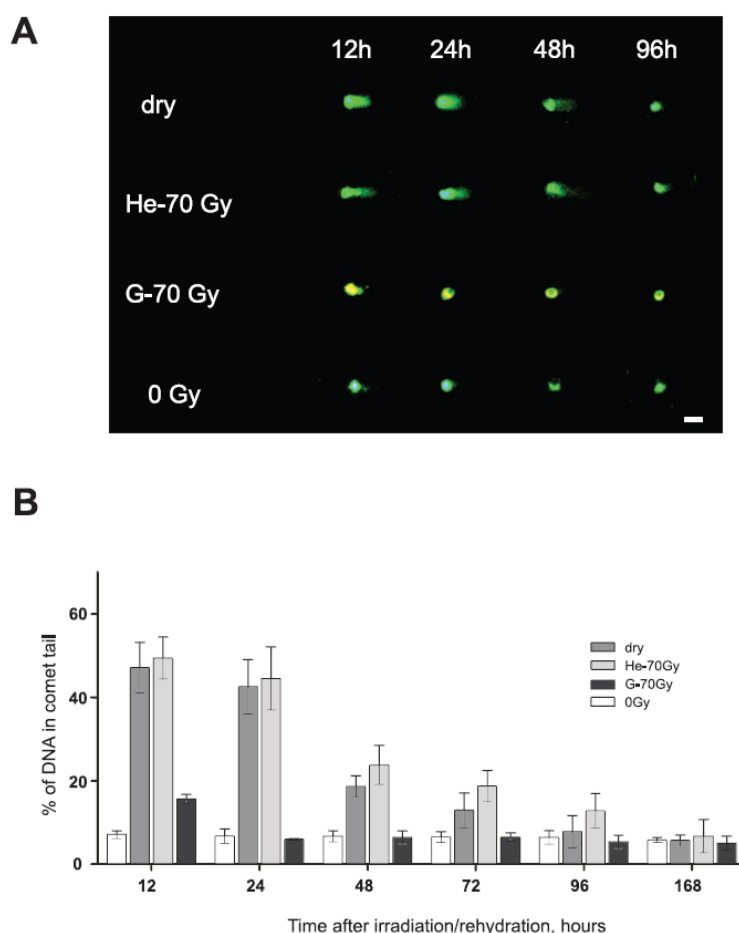 A
12h 24h 48h 96h
dry
He-70 Gy
G-70 Gy
0 Gy
B
% of DNA in comet tail
60
40
20
0
dry
He-70Gy
G-70Gy
0Gy
12 24 48 72 96 168
Time after irradiation/rehydration, hours